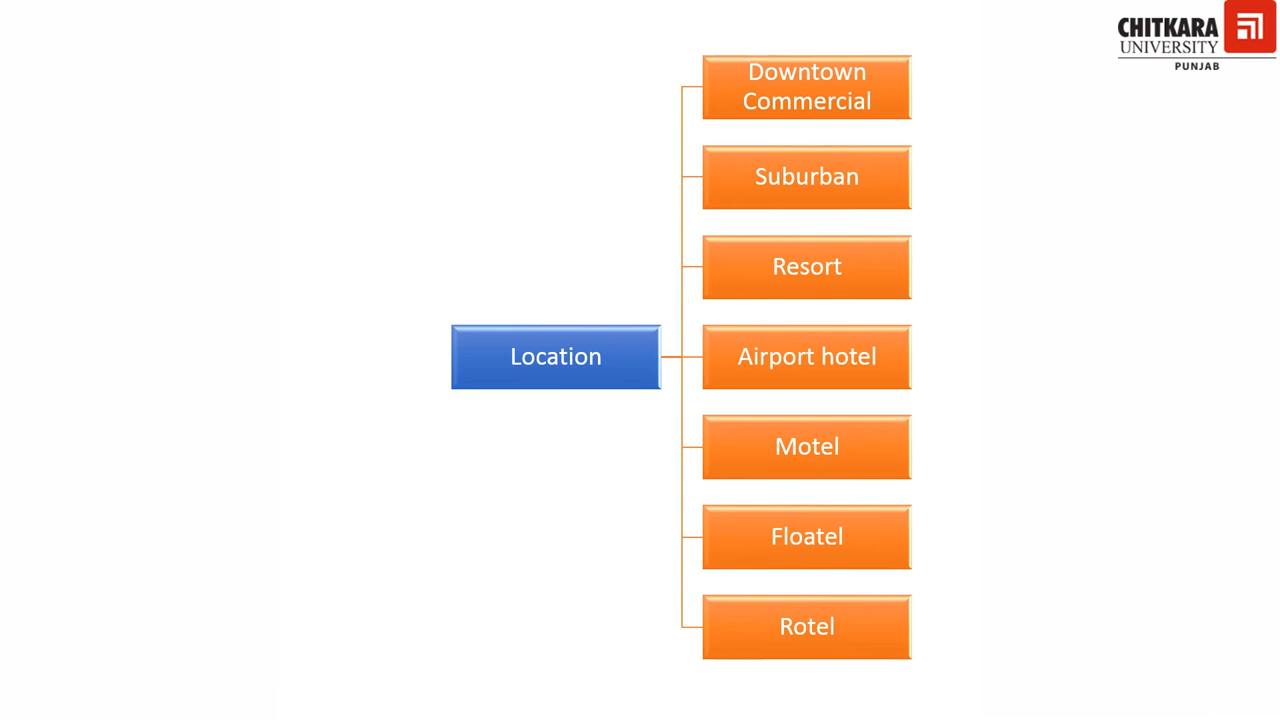 CHITKARA
UNIVERSITY
PUNJAB
Downtown
Commercial
Suburban
Resort
Location
Airport hotel
Motel
Floatel
Rotel